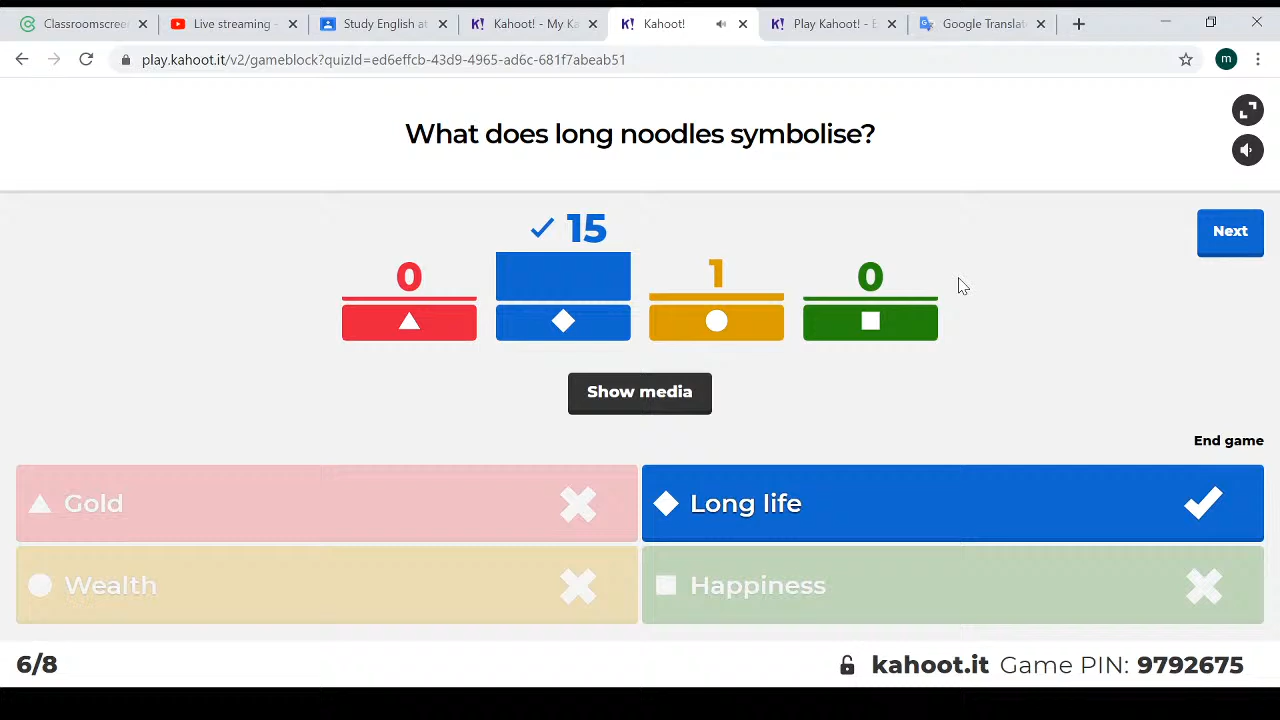 Classroomscree
Live streaming -
Study English at
Kahoot! - My Ka
Kahoot!
Play Kahoot! - E
Google Translat
play.kahoot.it/v2/gameblock?quizId=ed6effcb-43d9-4965-ad6c-681f7abeab51
m
What does long noodles symbolise?
Next
0
15
1
0
Show media
End game
Gold
Long life
Wealth
Happiness
6/8
kahoot.it Game PIN: 9792675